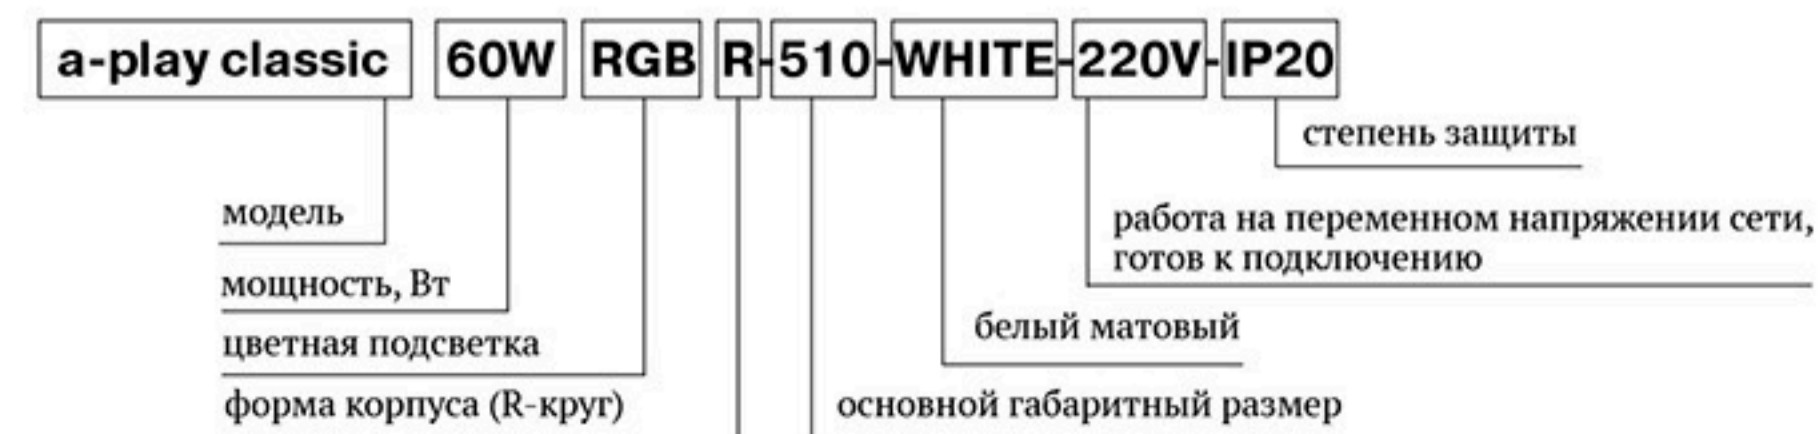 a-play classic 60W RGB R-510-WHITE-220V-IP20
степень защиты
модель
работа на переменном напряжении сети,
готов к подключению
мощность, Вт
белый матовый
цветная подсветка
форма корпуса (R-круг)
основной габаритный размер